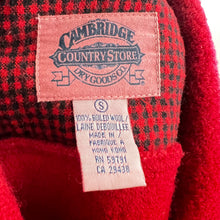 CAMBRIDGE
COUNTRY STORE
DRY GOODS CO.
S
100% BOILED WOOL/
LAINE DEBOUILLEE
MADE IN/
FABRIQUE A
HONG KONG
RN 59791
CA 29438